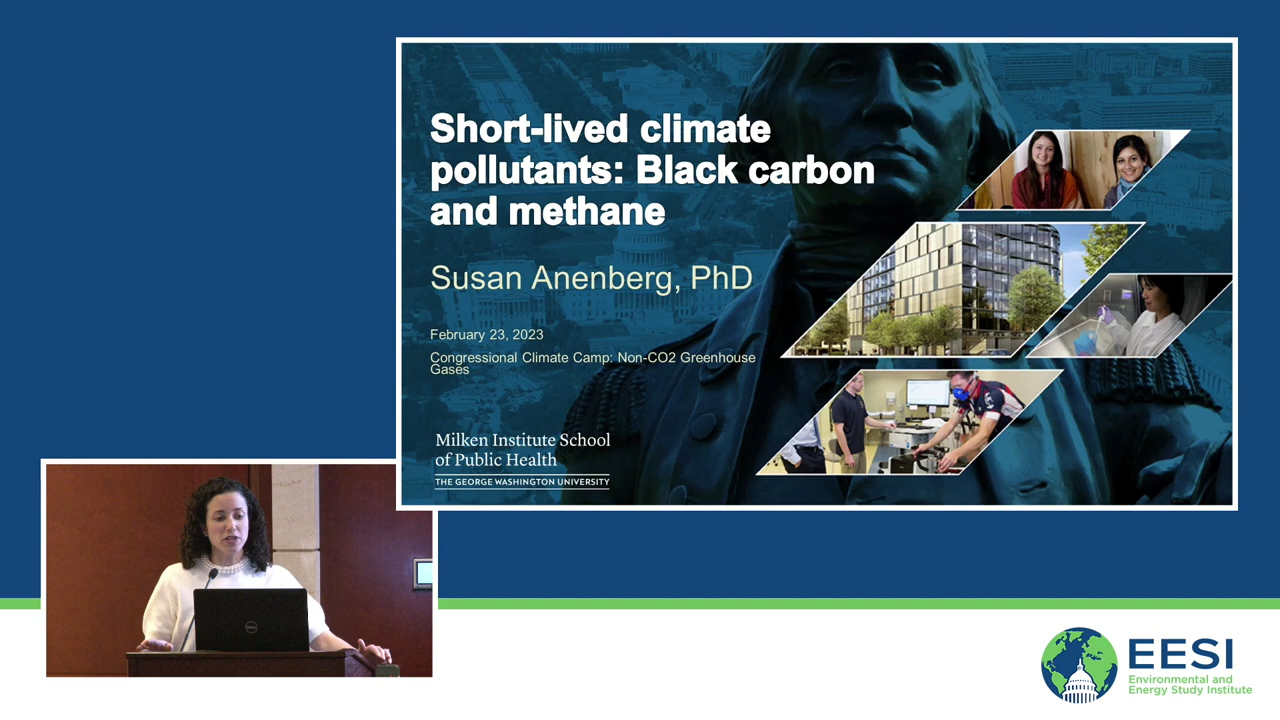 Short-lived climate
pollutants: Black carbon
and methane
Susan Anenberg, PhD
February 23, 2023
Congressional Climate Camp: Non-CO2 Greenhouse
Gases
Milken Institute School
of Public Health
THE GEORGE WASHINGTON UNIVERSITY
DELL
EESI
Environmental and
Energy Study Institute